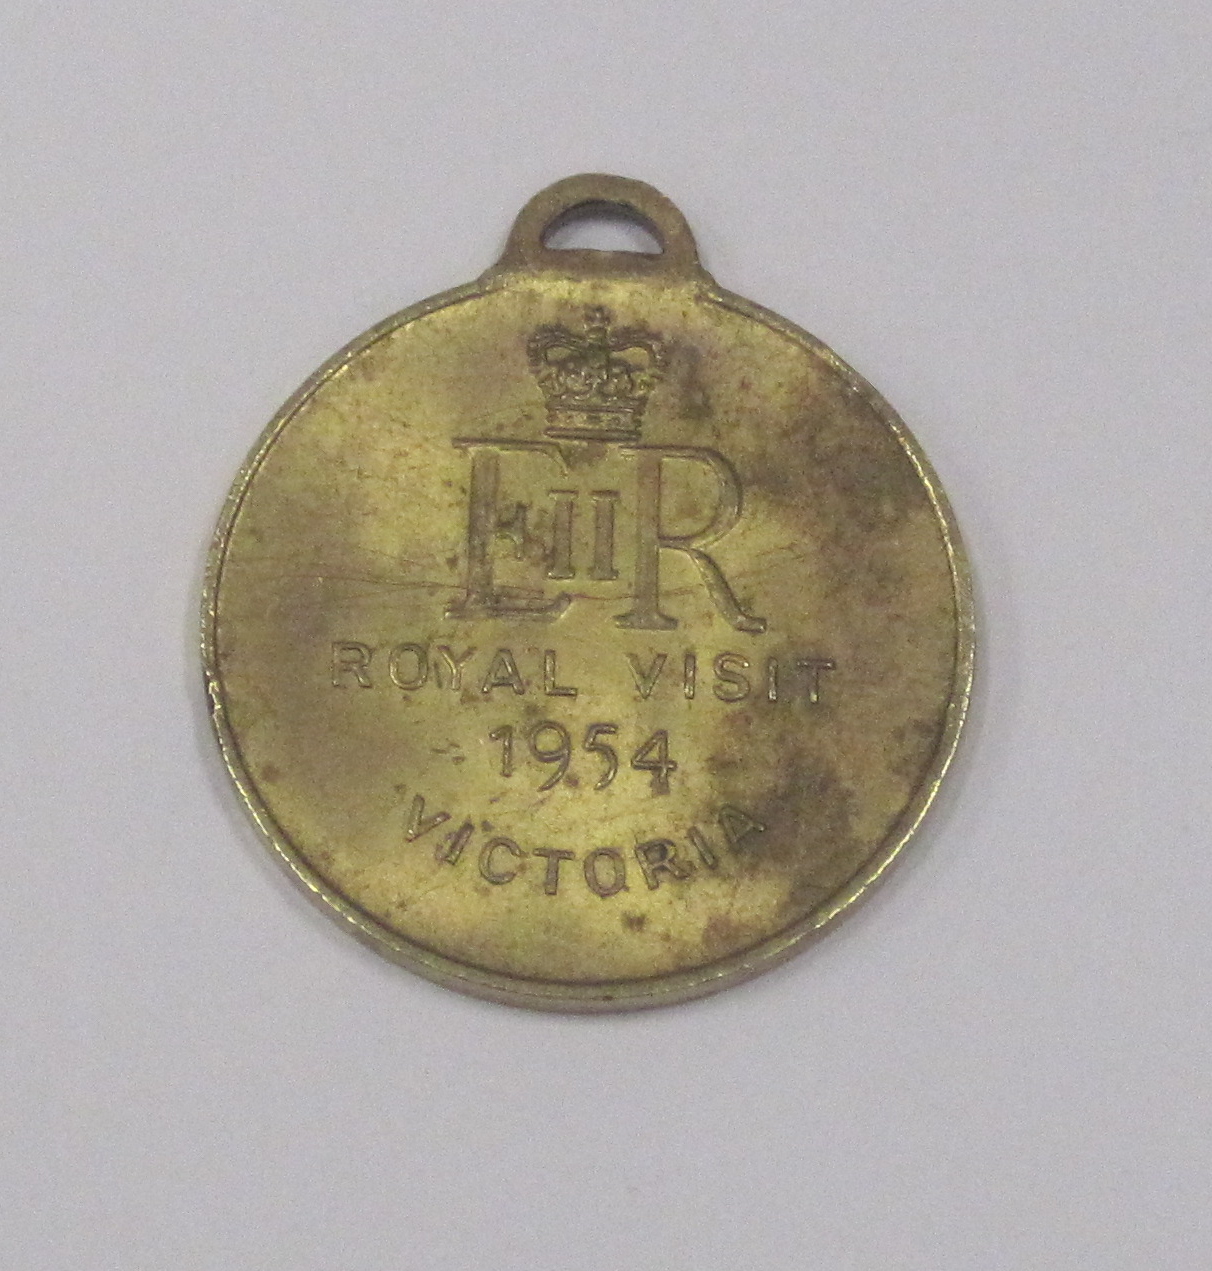 EIIR
ROYAL VISIT
1954
VICTORIA